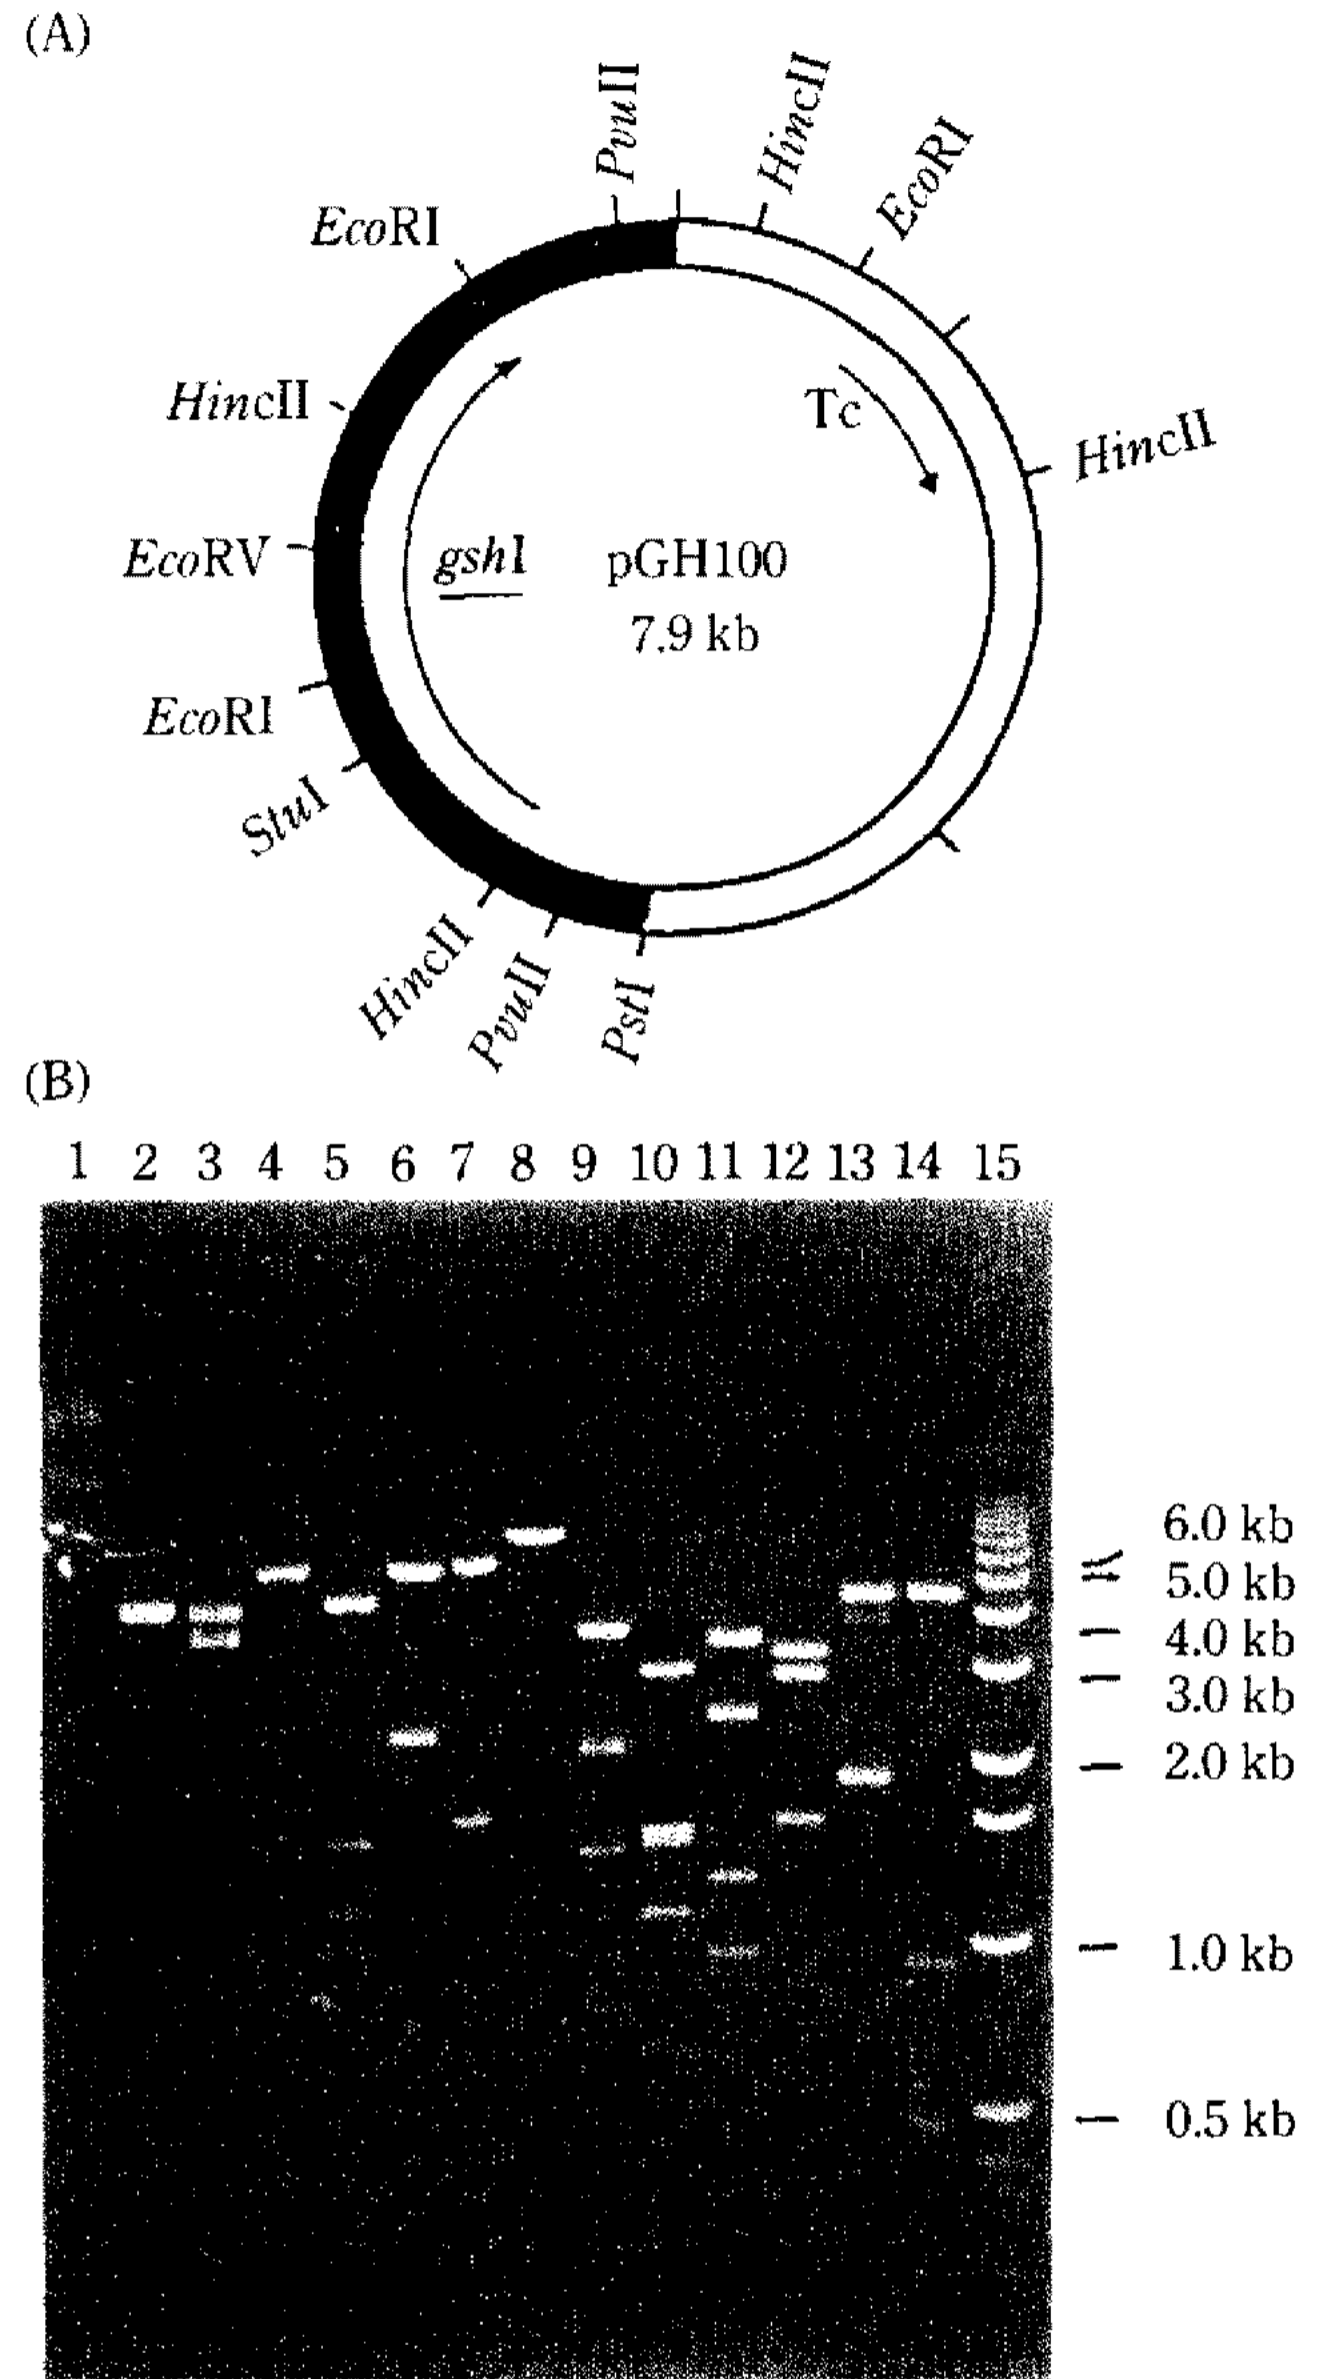 (A)
PvuII
HincII
EcoRI
EcoRI
HincII
Tc
HincII
EcoRV
gshI
pGH100
7.9 kb
EcoRI
StuI
HincII
PvuII
PstI
(B)
1 2 3 4 5 6 7 8 9 10 11 12 13 14 15
6.0 kb
5.0 kb
4.0 kb
3.0 kb
2.0 kb
1.0 kb
0.5 kb